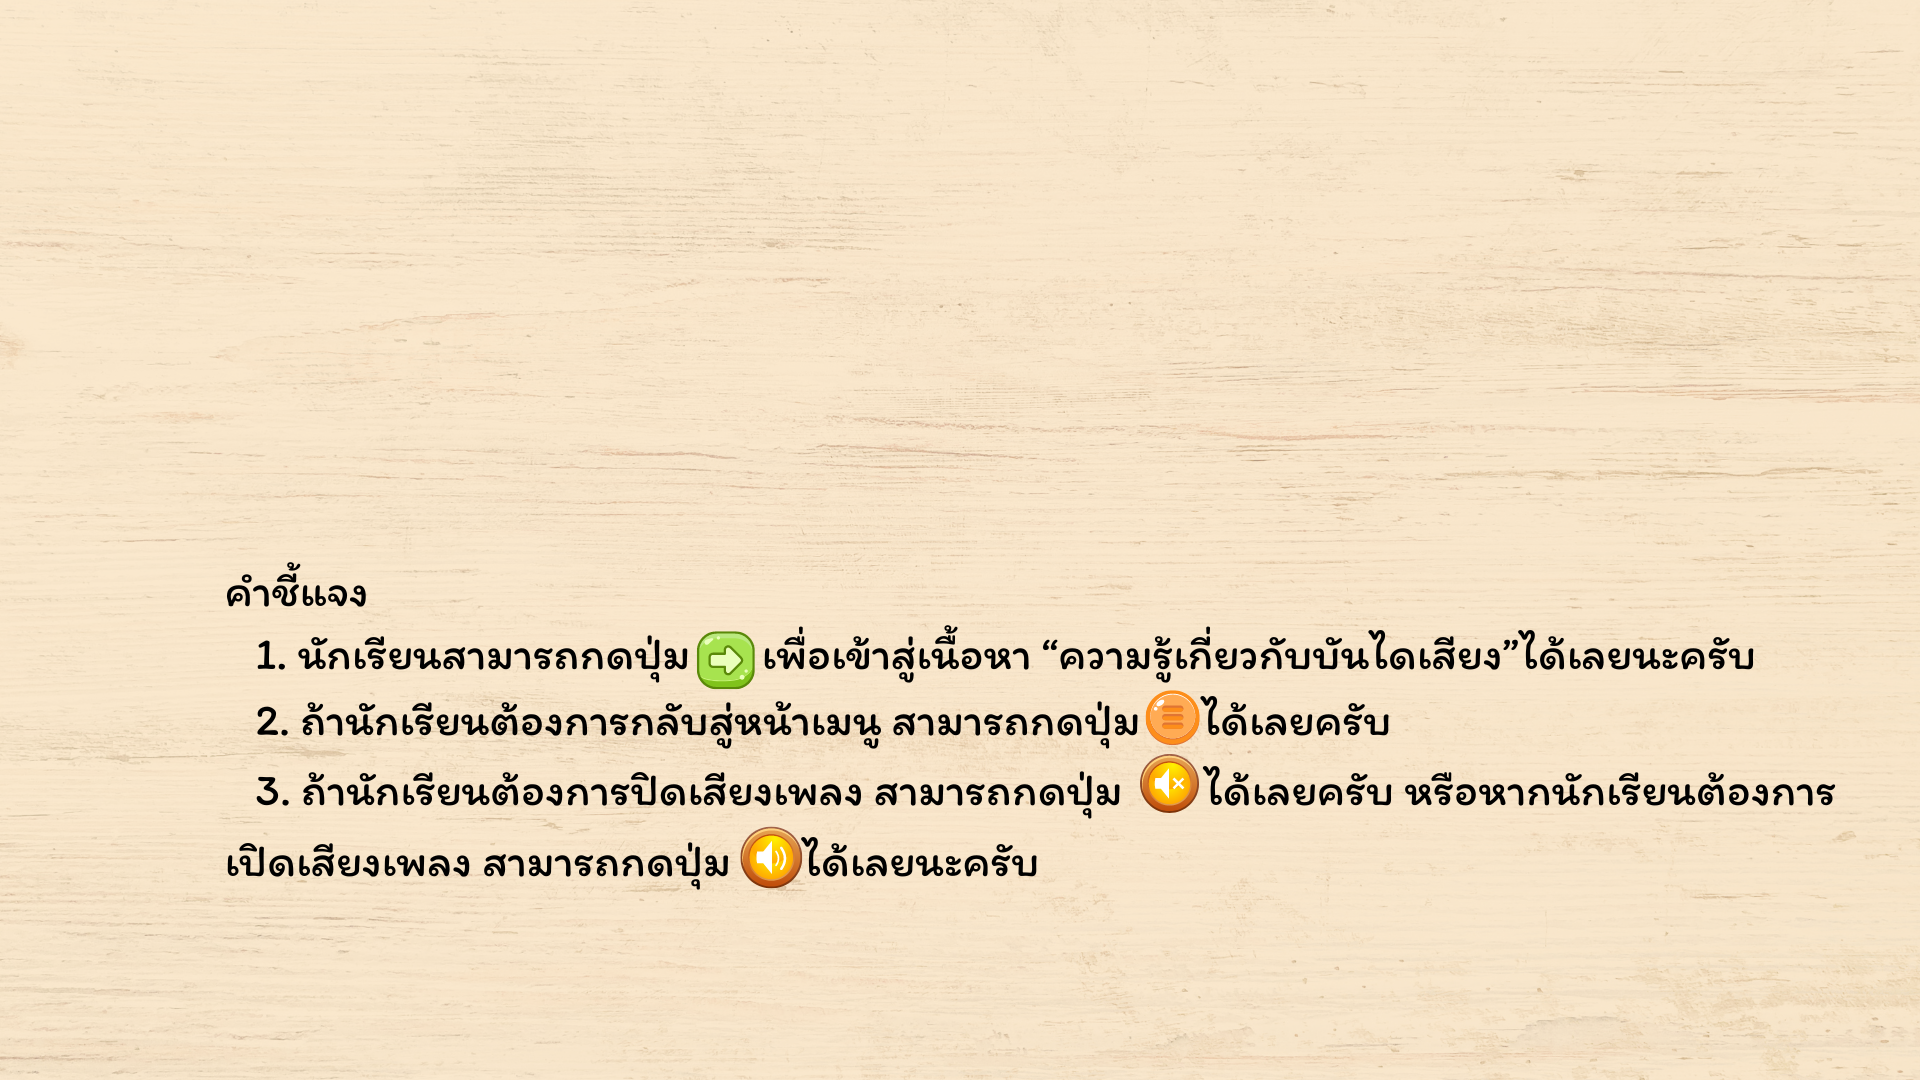 คำชี้แจง
1. นักเรียนสามารถกดปุ่ม เพื่อเข้าสู่เนื้อหา “ความรู้เกี่ยวกับบันไดเสียง”ได้เลยนะครับ
2. ถ้านักเรียนต้องการกลับสู่หน้าเมนู สามารถกดปุ่ม ได้เลยครับ
3. ถ้านักเรียนต้องการปิดเสียงเพลง สามารถกดปุ่ม ได้เลยครับ หรือหากนักเรียนต้องการ
เปิดเสียงเพลง สามารถกดปุ่ม ได้เลยนะครับ